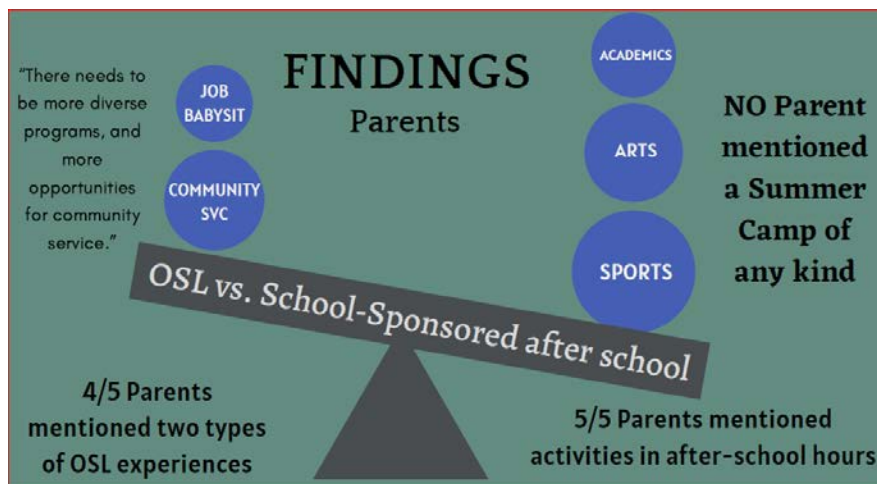 FINDINGS
Parents
"There needs to
be more diverse
programs, and
more
opportunities
for community
service."
JOB
BABYSIT
COMMUNITY
SVC
ACADEMICS
ARTS
SPORTS
NO Parent
mentioned
a Summer
Camp of
any kind
OSL vs. School-Sponsored after school
4/5 Parents
mentioned two types
of OSL experiences
5/5 Parents mentioned
activities in after-school hours